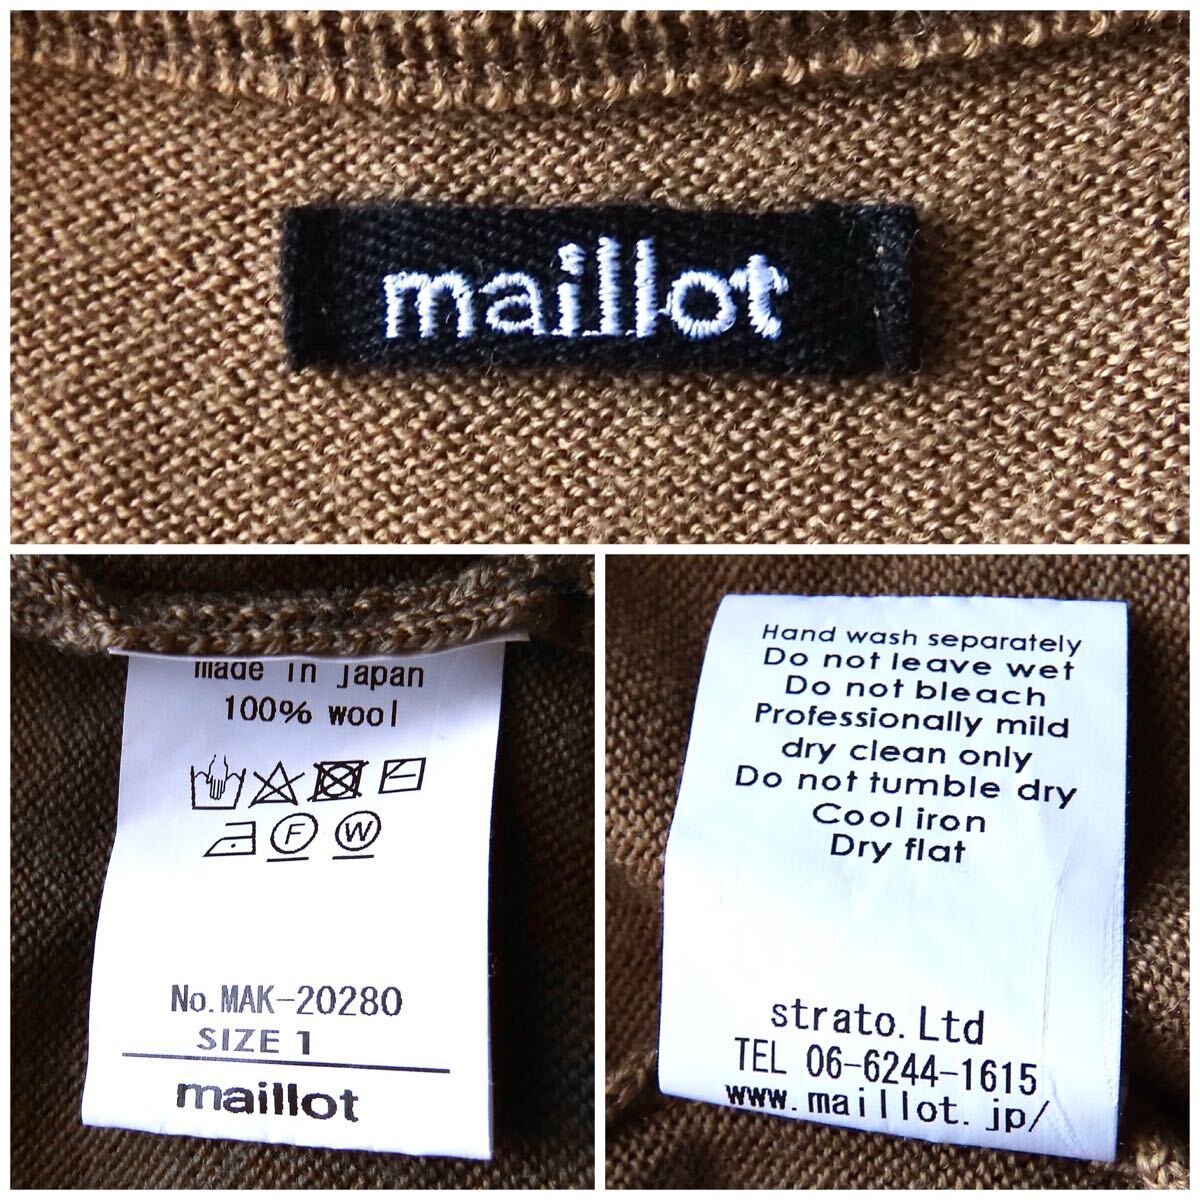 maillot
made in japan
100% wool
F W
No.MAK-20280
SIZE 1
maillot
Hand wash separately
Do not leave wet
Do not bleach
Professionally mild
dry clean only
Do not tumble dry
Cool iron
Dry flat
strato.Ltd
TEL 06-6244-1615
www.maillot.jp/